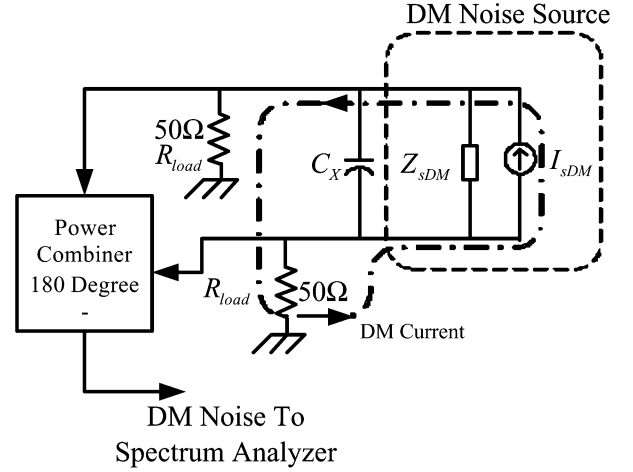 DM Noise Source
50Ω
R_load
C_X
Z_sDM
I_sDM
Power
Combiner
180 Degree
-
R_load
50Ω
DM Current
DM Noise To
Spectrum Analyzer